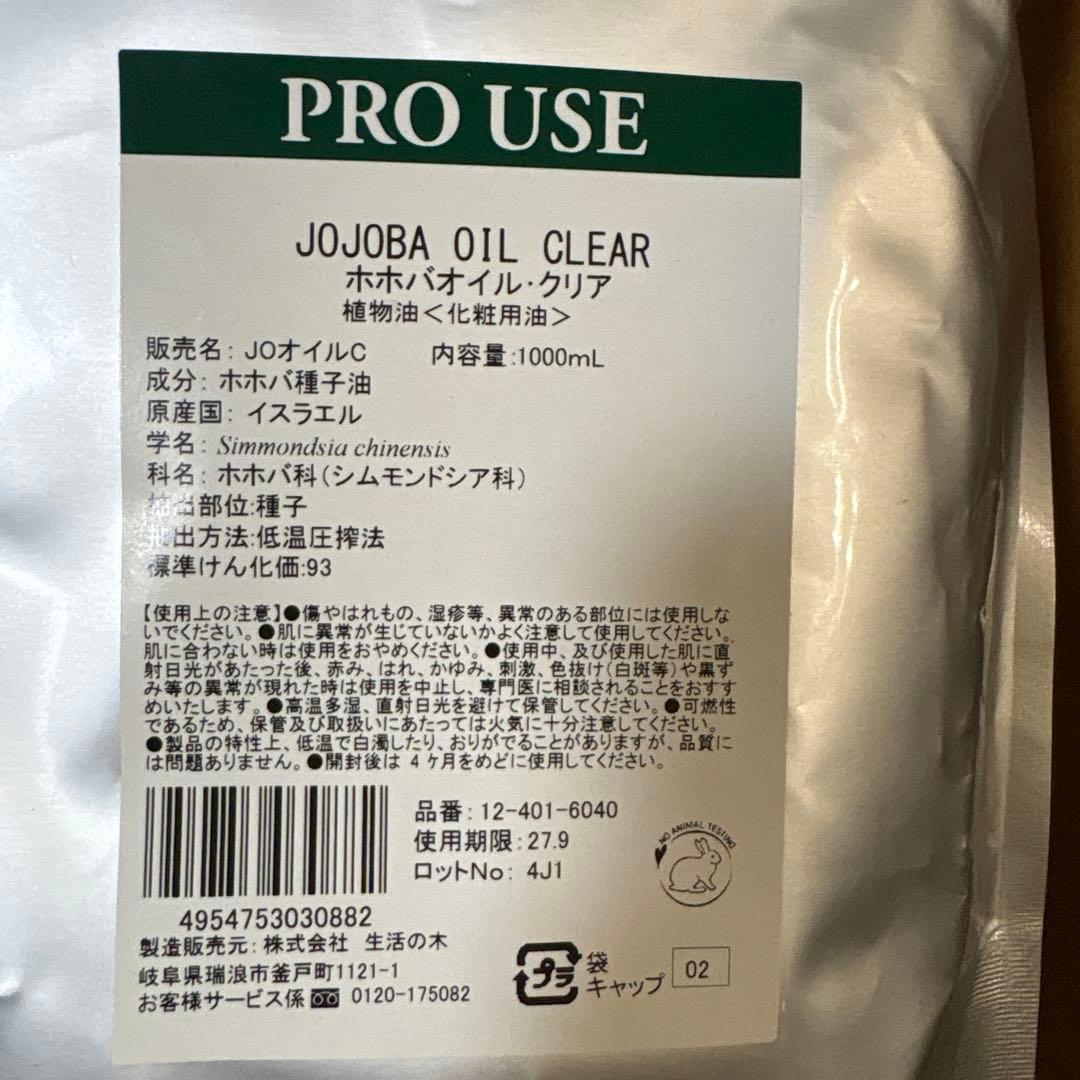 PRO USE
JOJOBA OIL CLEAR
ホホバオイル・クリア
植物油<化粧用油>
販売名: JOオイルC 内容量:1000mL
成分: ホホバ種子油
原産国: イスラエル
学名: Simmondsia chinensis
科名: ホホバ科(シムモンドシア科)
抽出部位:種子
抽出方法:低温圧搾法
標準けん化価:93
【使用上の注意】●傷やはれもの、湿疹等、異常のある部位には使用しな
いでください。●肌に異常が生じていないかよく注意して使用してください。
肌に合わない時は使用をおやめください。●使用中、及び使用した肌に直
射日光があたった後、赤み、はれ、かゆみ、刺激、色抜け(白斑等)や黒ず
み等の異常が現れた時は使用を中止し、専門医に相談されることをおすす
めいたします。●高温多湿、直射日光を避けて保管してください。●可燃性
であるため、保管及び取扱いにあたっては火気に十分注意してください。
●製品の特性上、低温で白濁したり、おりがでることがありますが、品質に
は問題ありません。●開封後は 4 ヶ月をめどに使用してください。
品番: 12-401-6040
使用期限: 27.9
ロットNo: 4J1
NO ANIMAL TESTING
4954753030882
製造販売元: 株式会社 生活の木
岐阜県瑞浪市釜戸町1121-1
お客様サービス係 0120-175082
プラ
袋
キャップ
02